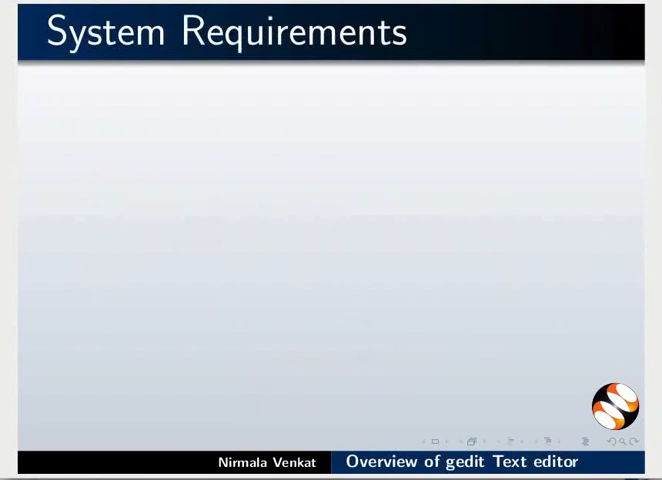 System Requirements
Nirmala Venkat
Overview of gedit Text editor